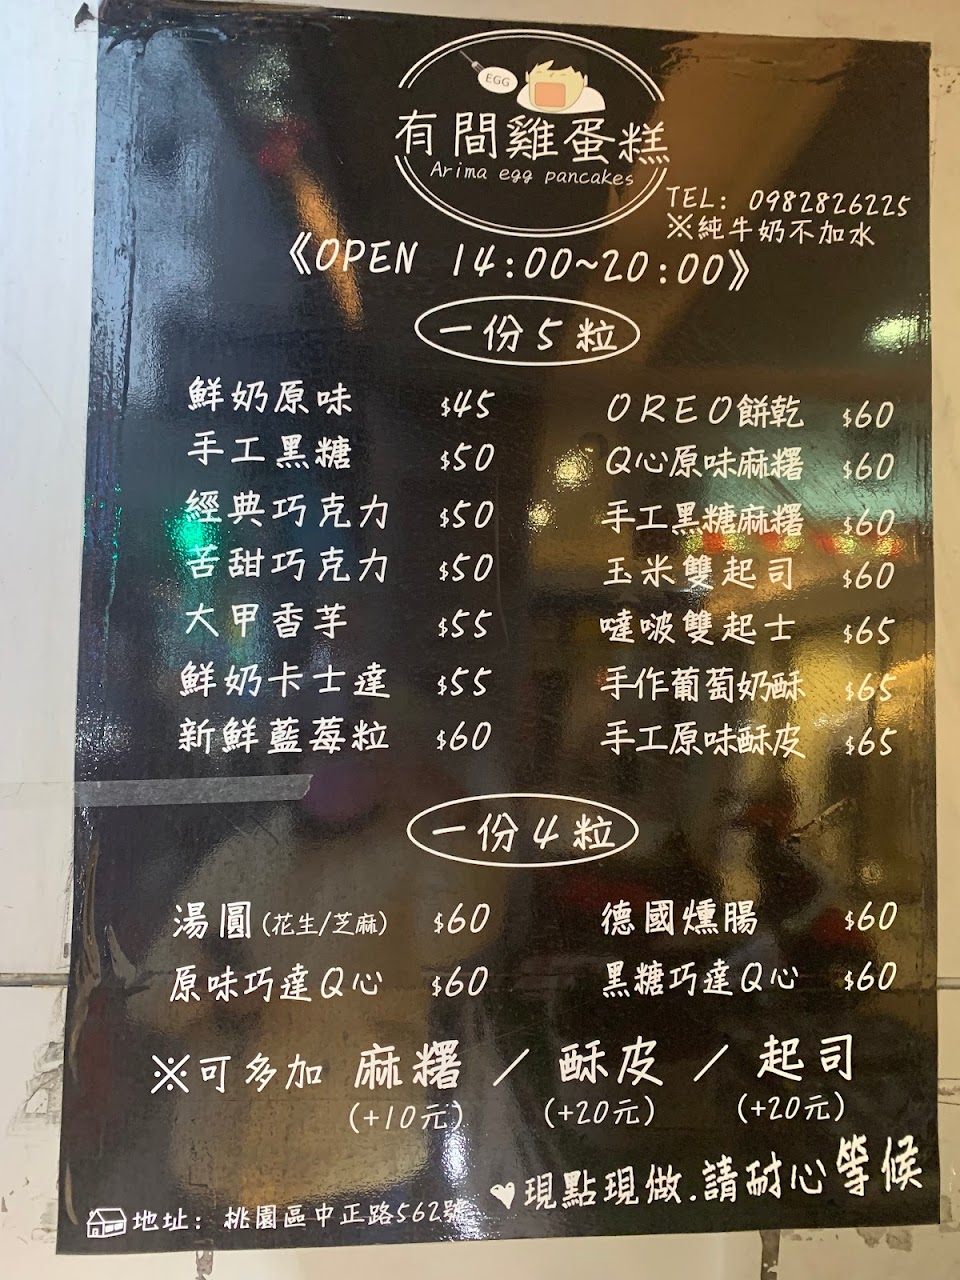 EGG
有間雞蛋糕
Arima egg pancakes
TEL: 0982826225
※純牛奶不加水
《OPEN 14:00~20:00》
一份5粒
鮮奶原味 $45
手工黑糖 $50
經典巧克力 $50
苦甜巧克力 $50
大甲香芋 $55
鮮奶卡士達 $55
新鮮藍莓粒 $60
OREO餅乾 $60
Q心原味麻糬 $60
手工黑糖麻糬 $60
玉米雙起司 $60
噠啵雙起士 $65
手作葡萄奶酥 $65
手工原味酥皮 $65
一份4粒
湯圓(花生/芝麻) $60
原味巧達Q心 $60
德國燻腸 $60
黑糖巧達Q心 $60
※可多加 麻糬 / 酥皮 / 起司
(+10元) (+20元) (+20元)
♥現點現做.請耐心等候
地址: 桃園區中正路562號